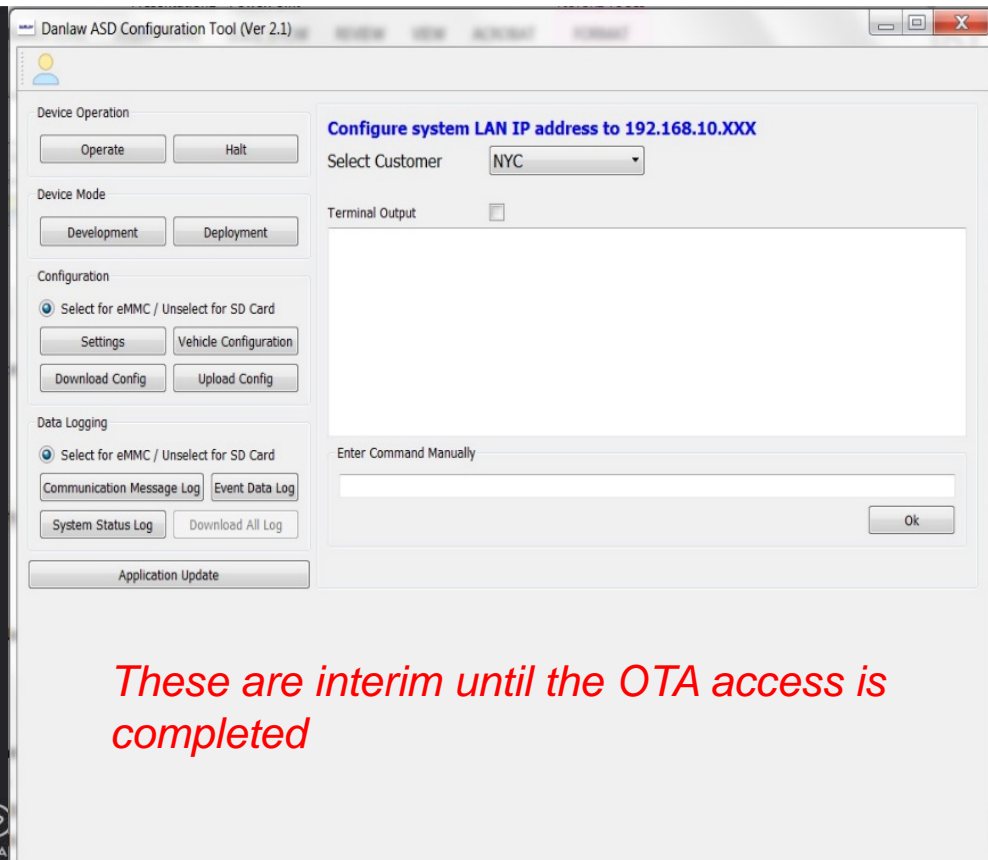 Danlaw ASD Configuration Tool (Ver 2.1)
REVIEW VIEW ACROBAT FORMAT
Device Operation
Operate Halt
Device Mode
Development Deployment
Configuration
Select for eMMC / Unselect for SD Card
Settings Vehicle Configuration
Download Config Upload Config
Data Logging
Select for eMMC / Unselect for SD Card
Communication Message Log Event Data Log
System Status Log Download All Log
Application Update
Configure system LAN IP address to 192.168.10.XXX
Select Customer NYC
Terminal Output
Enter Command Manually
Ok
These are interim until the OTA access is
completed